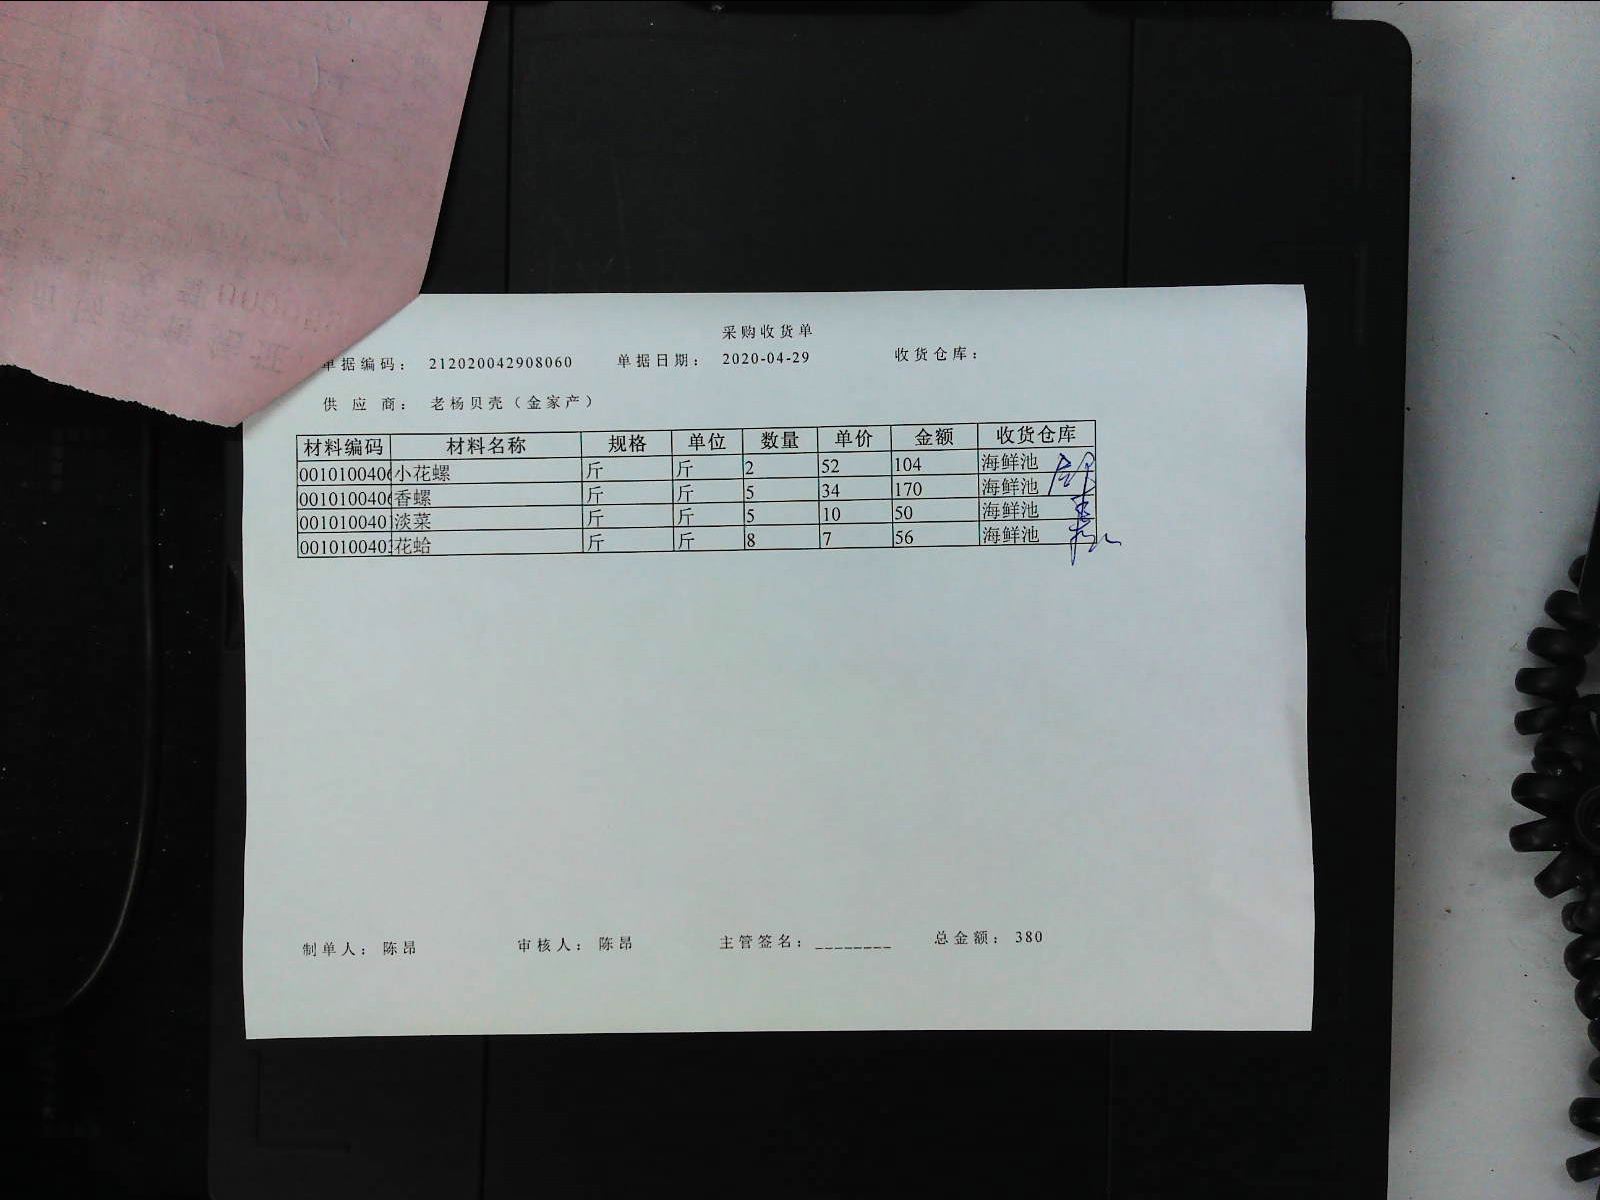 采购收货单
单据编码： 212020042908060 单据日期： 2020-04-29 收货仓库：
供 应 商： 老杨贝壳（金家产）
材料编码 材料名称 规格 单位 数量 单价 金额 收货仓库
0010100406 小花螺 斤 斤 2 52 104 海鲜池
0010100406 香螺 斤 斤 5 34 170 海鲜池
001010040 淡菜 斤 斤 5 10 50 海鲜池
001010040 花蛤 斤 斤 8 7 56 海鲜池
制单人： 陈昂 审核人： 陈昂 主管签名：________ 总金额： 380